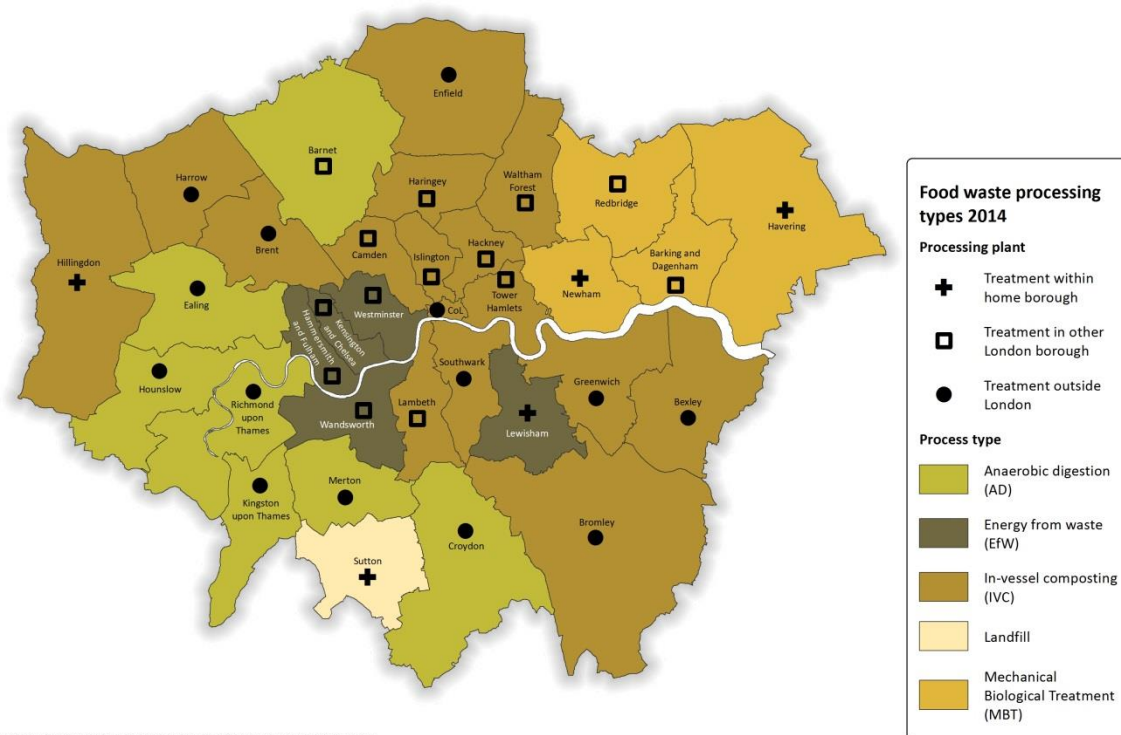 Enfield
Barnet
Harrow
Haringey
Waltham
Forest
Redbridge
Havering
Brent
Camden
Islington
Hackney
Barking and
Dagenham
Hillingdon
Newham
Tower
Hamlets
Ealing
Westminster
CoL
Kensington
and Chelsea
Hammersmith
and Fulham
Hounslow
Richmond
upon
Thames
Southwark
Greenwich
Bexley
Wandsworth
Lambeth
Lewisham
Merton
Kingston
upon Thames
Croydon
Bromley
Sutton
Food waste processing
types 2014
Processing plant
Treatment within
home borough
Treatment in other
London borough
Treatment outside
London
Process type
Anaerobic digestion
(AD)
Energy from waste
(EfW)
In-vessel composting
(IVC)
Landfill
Mechanical
Biological Treatment
(MBT)